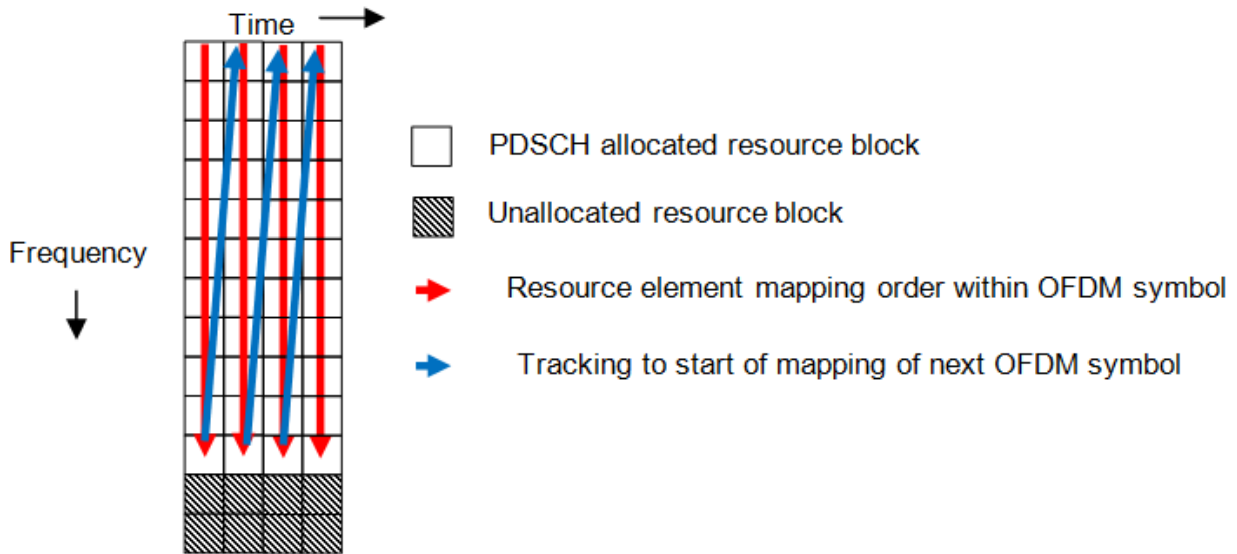 Time
PDSCH allocated resource block
Unallocated resource block
Frequency
Resource element mapping order within OFDM symbol
Tracking to start of mapping of next OFDM symbol